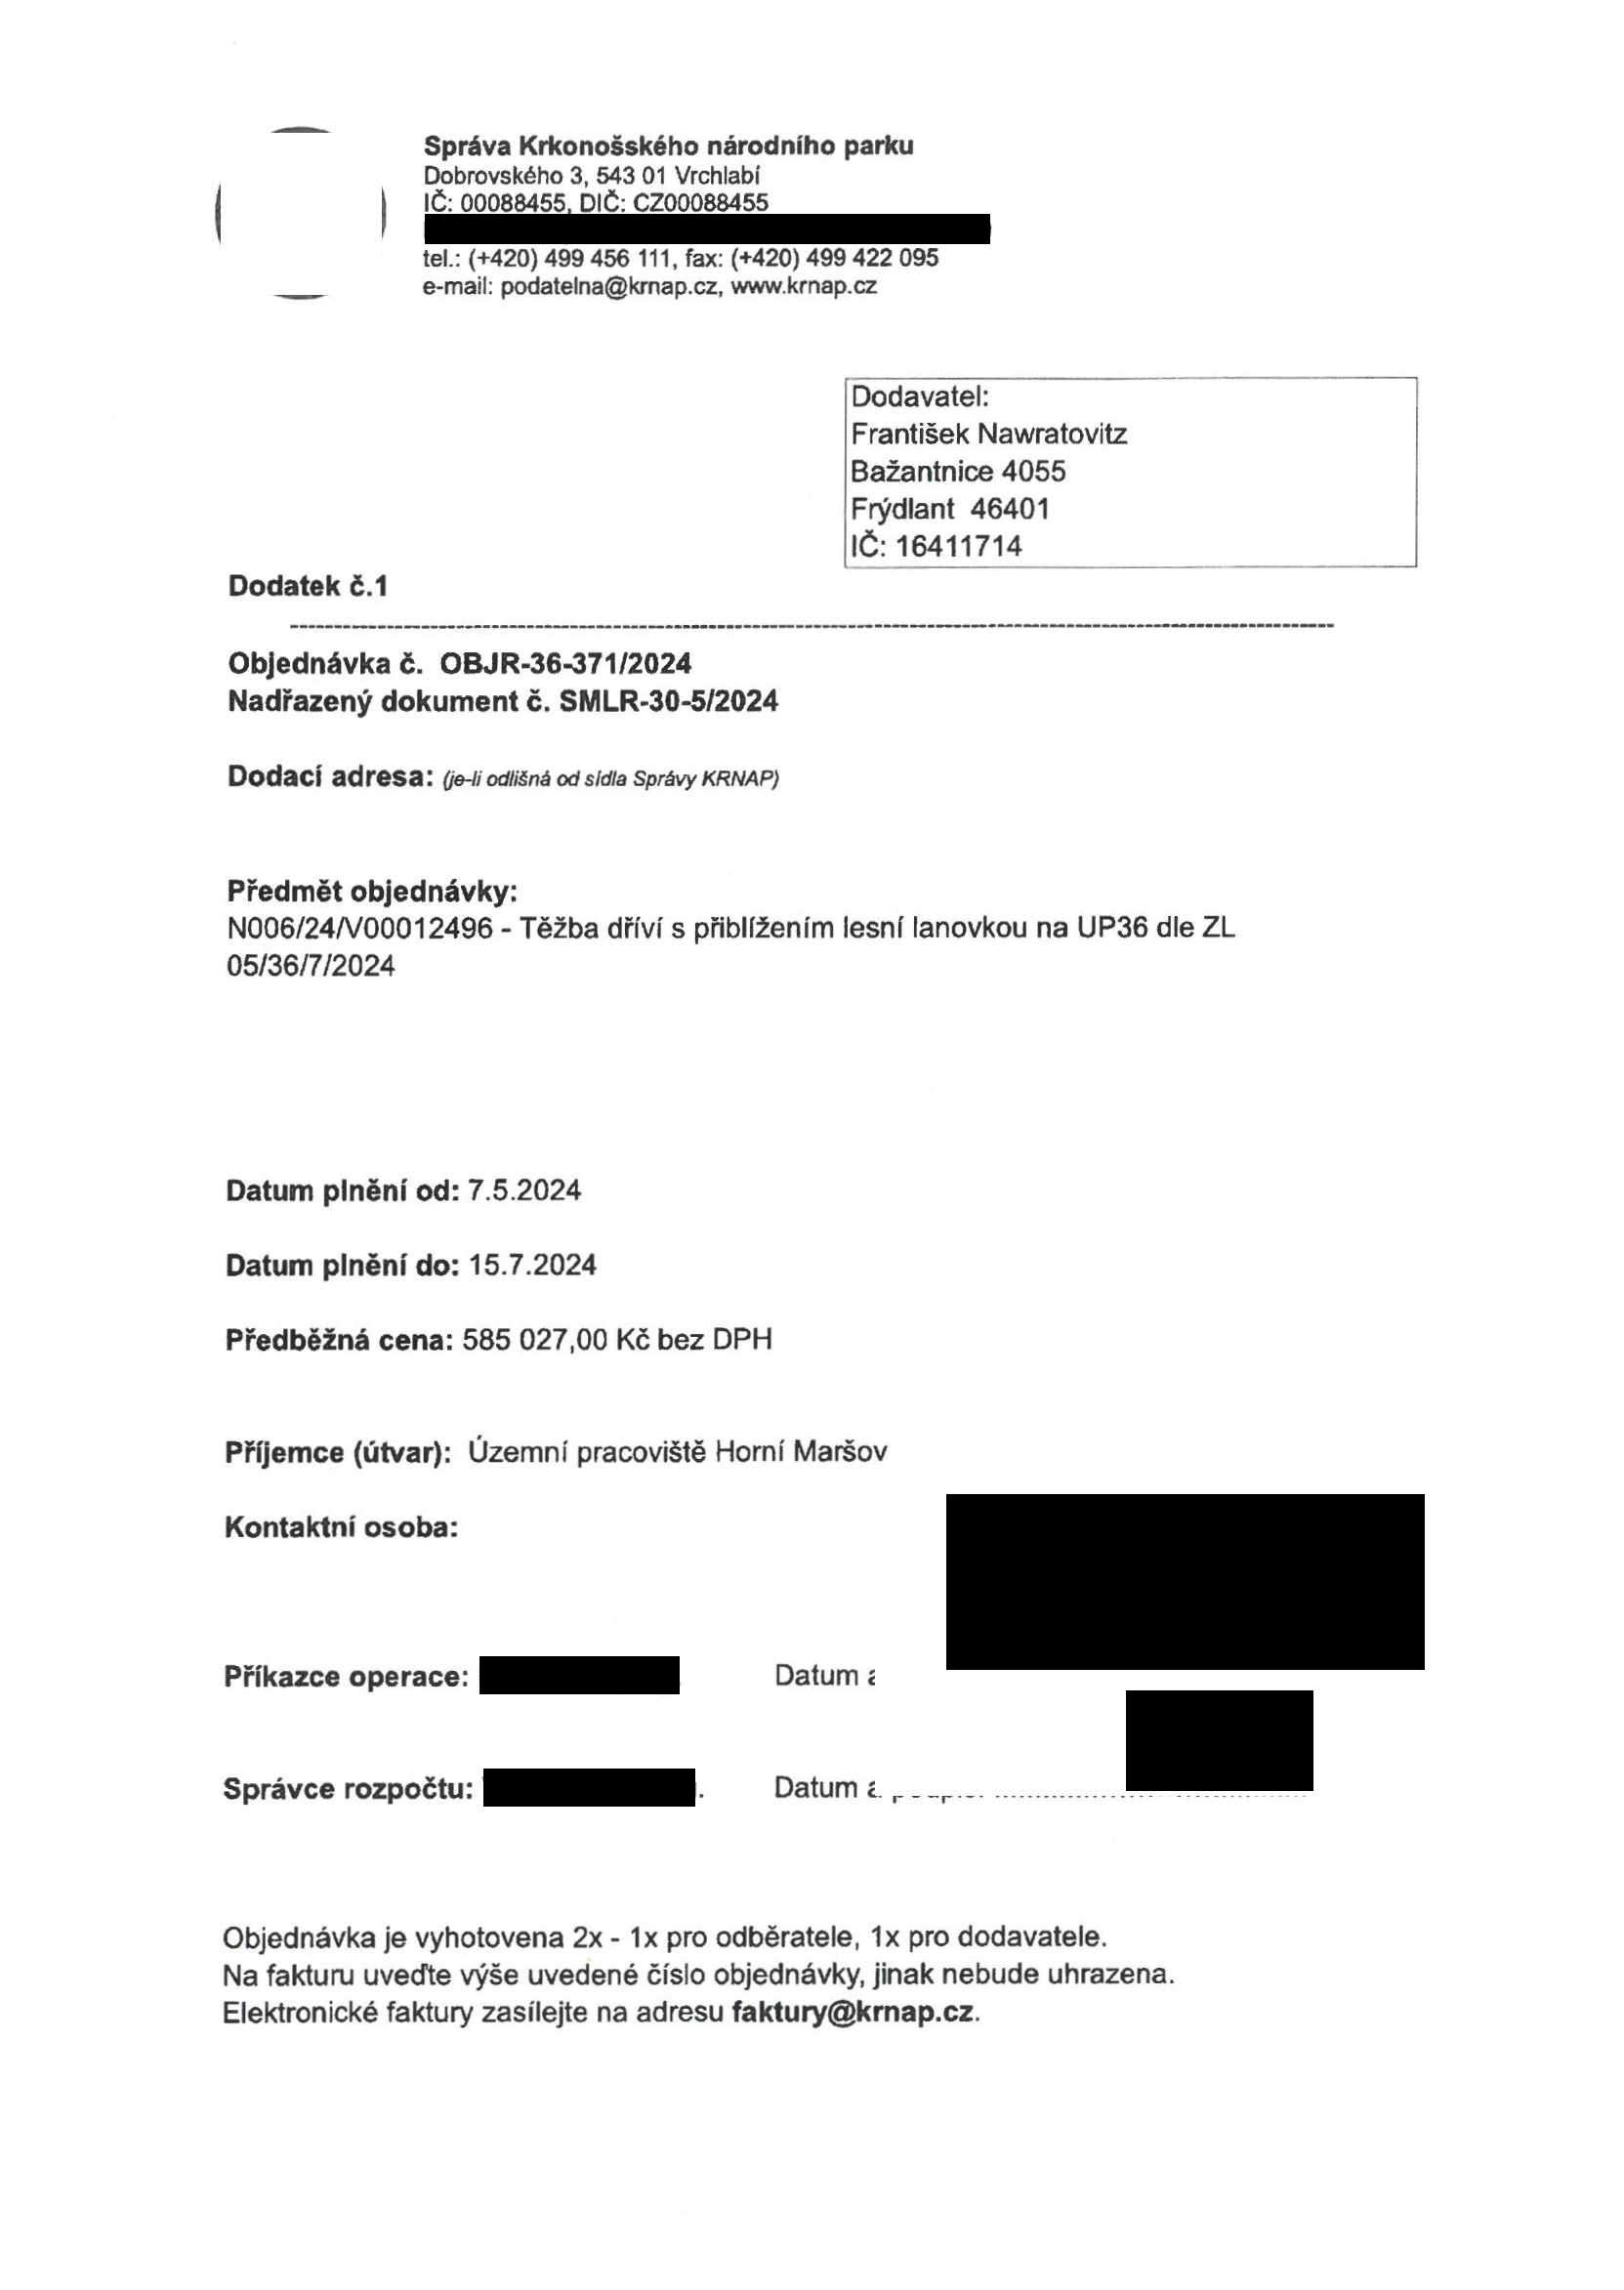 Správa Krkonošského národního parku
Dobrovského 3, 543 01 Vrchlabí
IČ: 00088455, DIČ: CZ00088455
tel.: (+420) 499 456 111, fax: (+420) 499 422 095
e-mail: podatelna@krnap.cz, www.krnap.cz
Dodavatel:
František Nawratovitz
Bažantnice 4055
Frýdlant 46401
IČ: 16411714
Dodatek č.1
Objednávka č. OBJR-36-371/2024
Nadřazený dokument č. SMLR-30-5/2024
Dodací adresa: (je-li odlišná od sídla Správy KRNAP)
Předmět objednávky:
N006/24/V00012496 - Těžba dříví s přiblížením lesní lanovkou na UP36 dle ZL
05/36/7/2024
Datum plnění od: 7.5.2024
Datum plnění do: 15.7.2024
Předběžná cena: 585 027,00 Kč bez DPH
Příjemce (útvar): Územní pracoviště Horní Maršov
Kontaktní osoba:
Příkazce operace: Datum
Správce rozpočtu: Datum
Objednávka je vyhotovena 2x - 1x pro odběratele, 1x pro dodavatele.
Na fakturu uveďte výše uvedené číslo objednávky, jinak nebude uhrazena.
Elektronické faktury zasílejte na adresu faktury@krnap.cz.